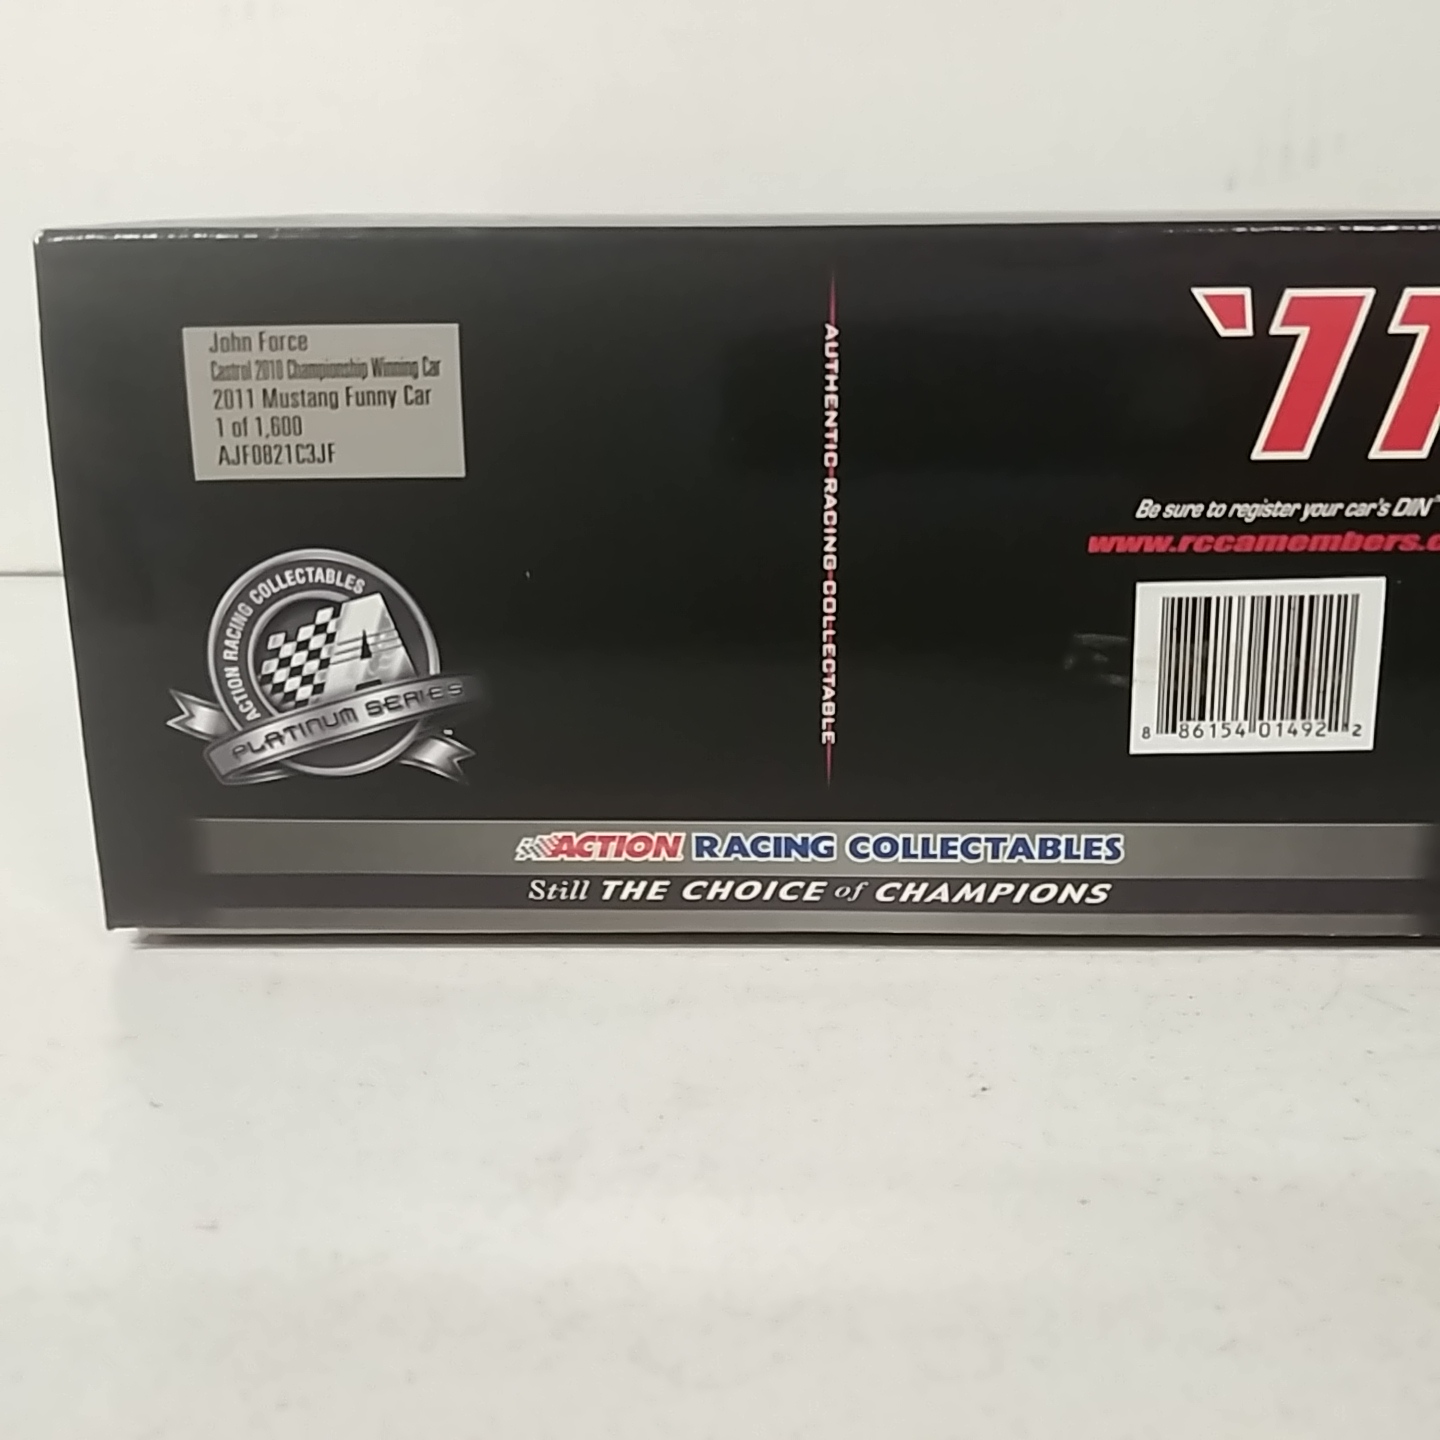 John Force
Castrol 2010 Championship Winning Car
2011 Mustang Funny Car
1 of 1,600
AJF0821C3JF
ACTION RACING COLLECTABLES
A
PLATINUM SERIES
AUTHENTIC RACING COLLECTABLE
'11
Be sure to register your car's DIN™
www.rccamembers.c
8 86154 01492 2
ACTION RACING COLLECTABLES
Still THE CHOICE of CHAMPIONS